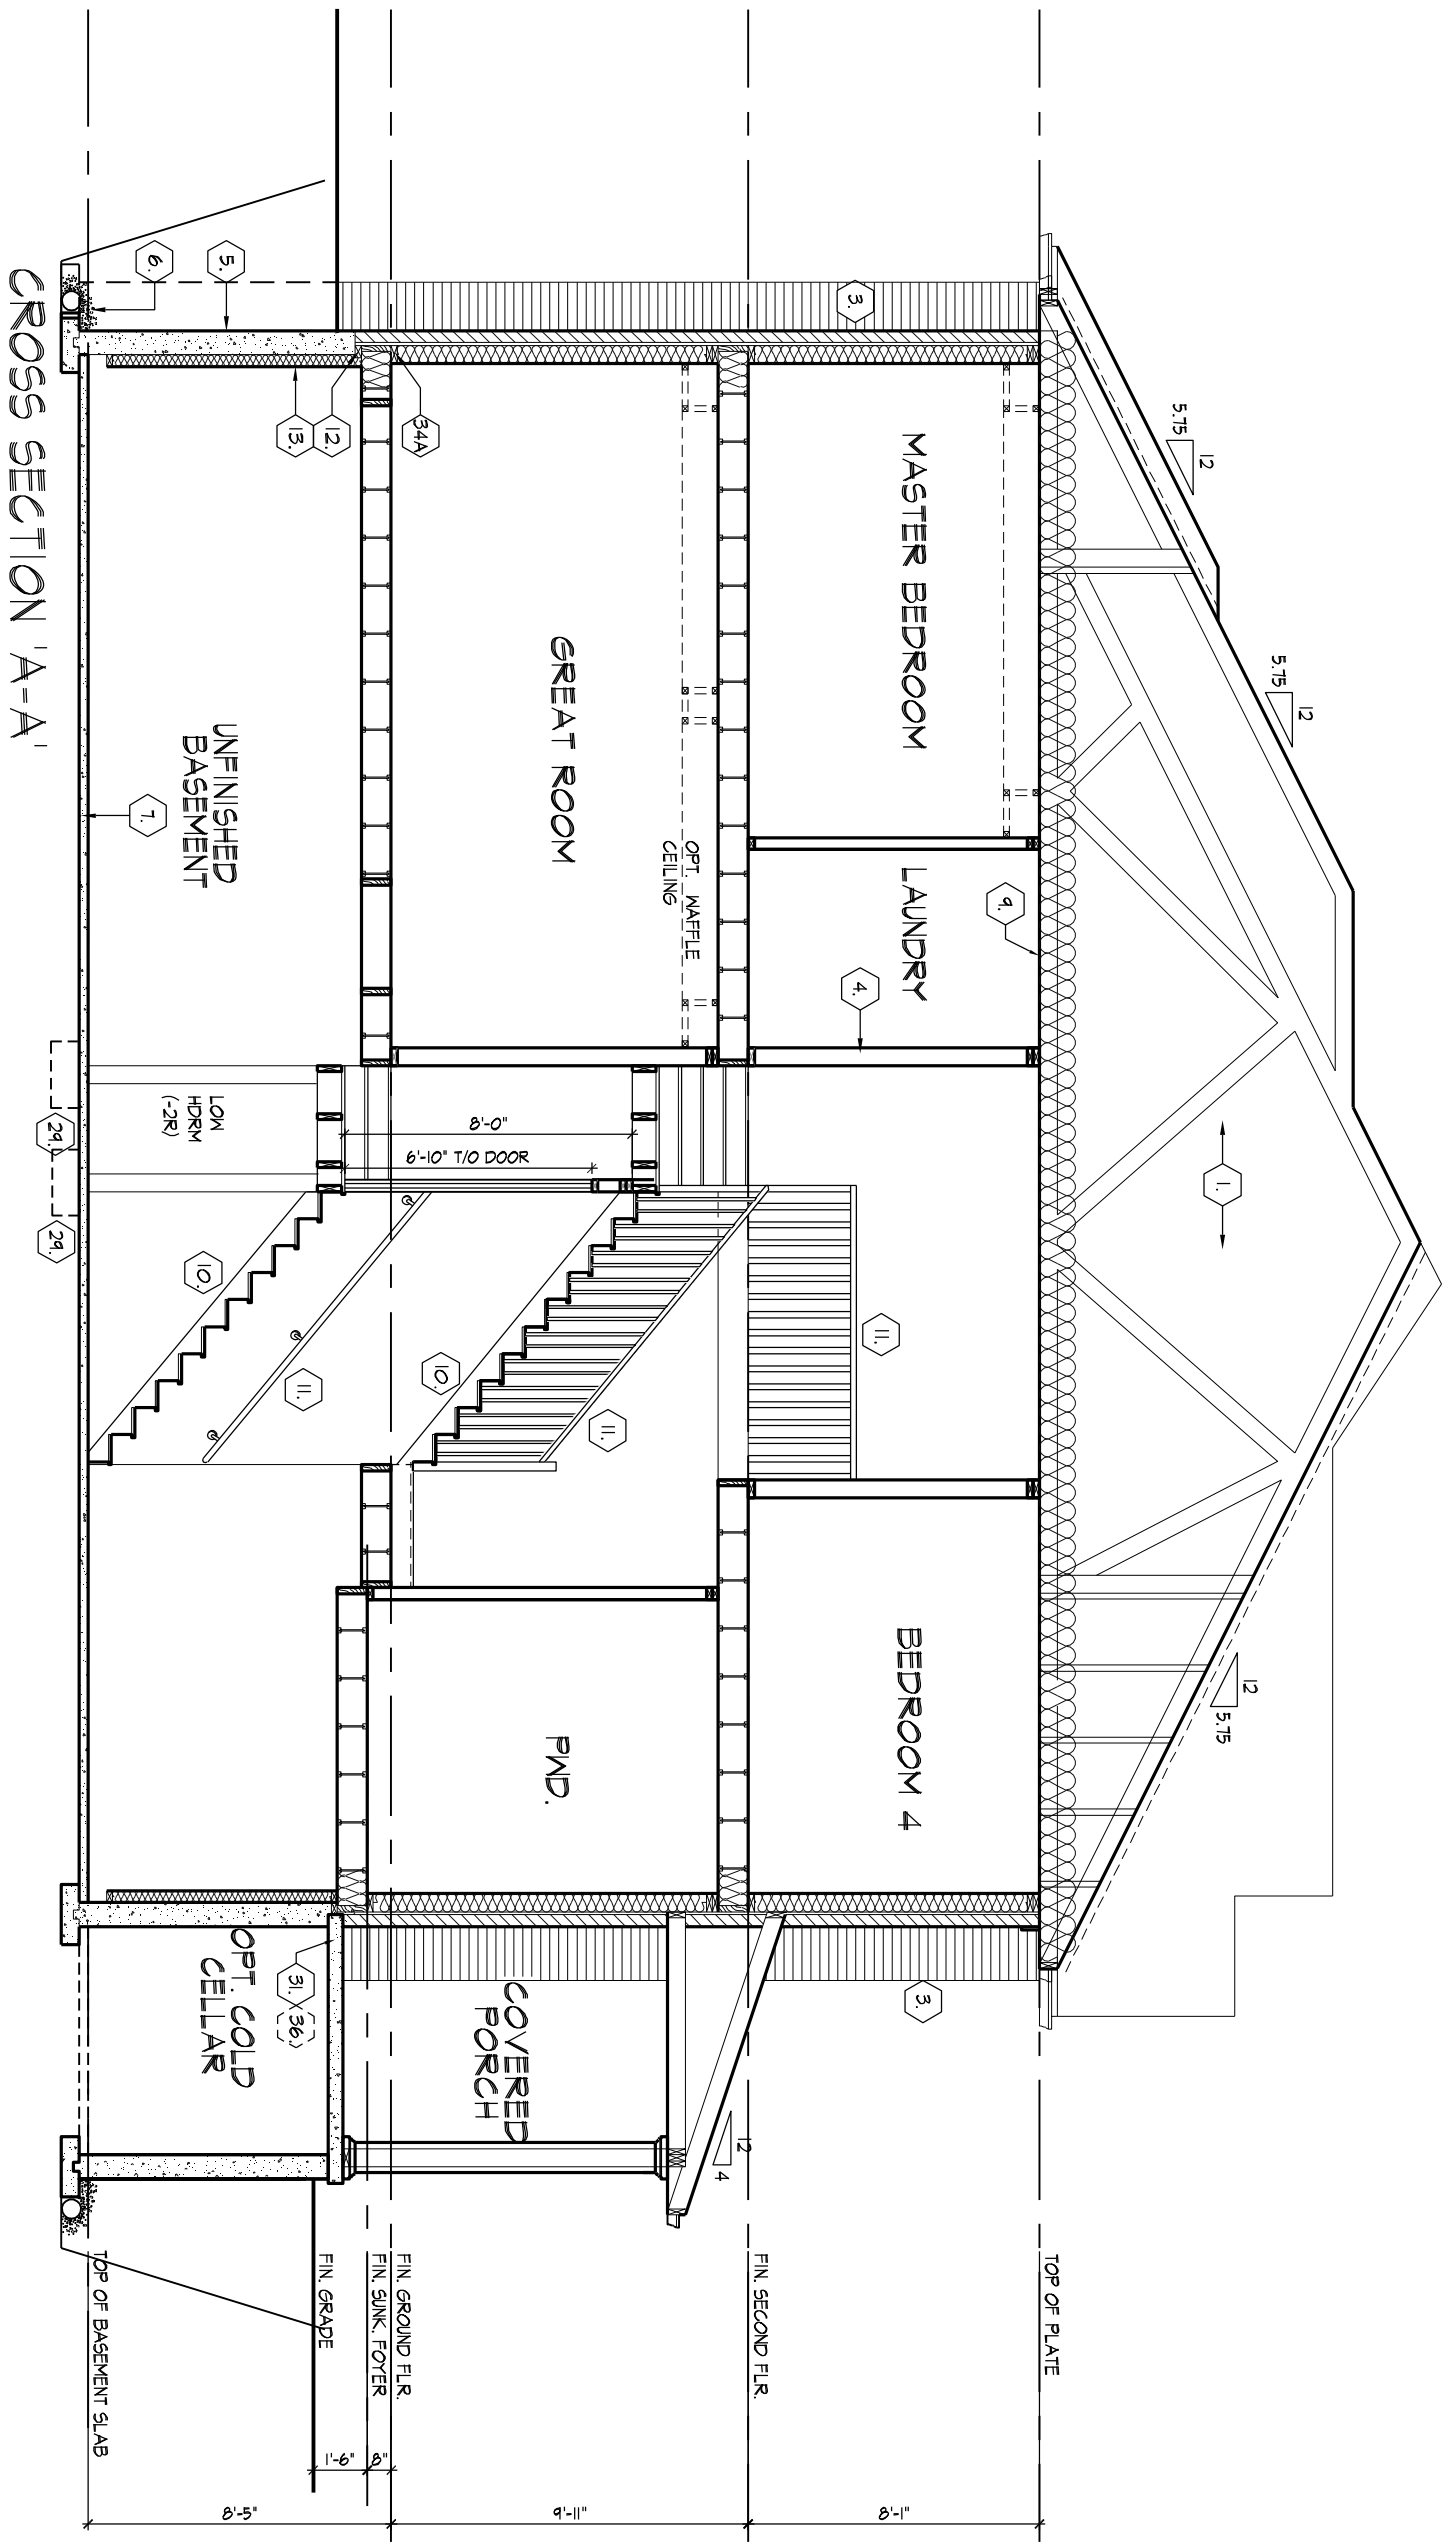 5.75
12
5.75
12
1.
12
5.75
3.
MASTER BEDROOM
LAUNDRY
9.
4.
11.
BEDROOM 4
3.
12
4
TOP OF PLATE
8'-1"
OPT. WAFFLE
CEILING
FIN. SECOND FLR.
GREAT ROOM
8'-0"
6'-10" T/O DOOR
11.
10.
PWD.
COVERED
PORCH
9'-11"
34A
FIN. GROUND FLR.
FIN. SUNK. FOYER
8"
1'-6"
FIN. GRADE
12.
13.
5.
6.
UNFINISHED
BASEMENT
7.
LOW
HDRM
(-2R)
10.
11.
31.
36.
OPT. COLD
CELLAR
8'-5"
TOP OF BASEMENT SLAB
29.
29.
CROSS SECTION 'A-A'